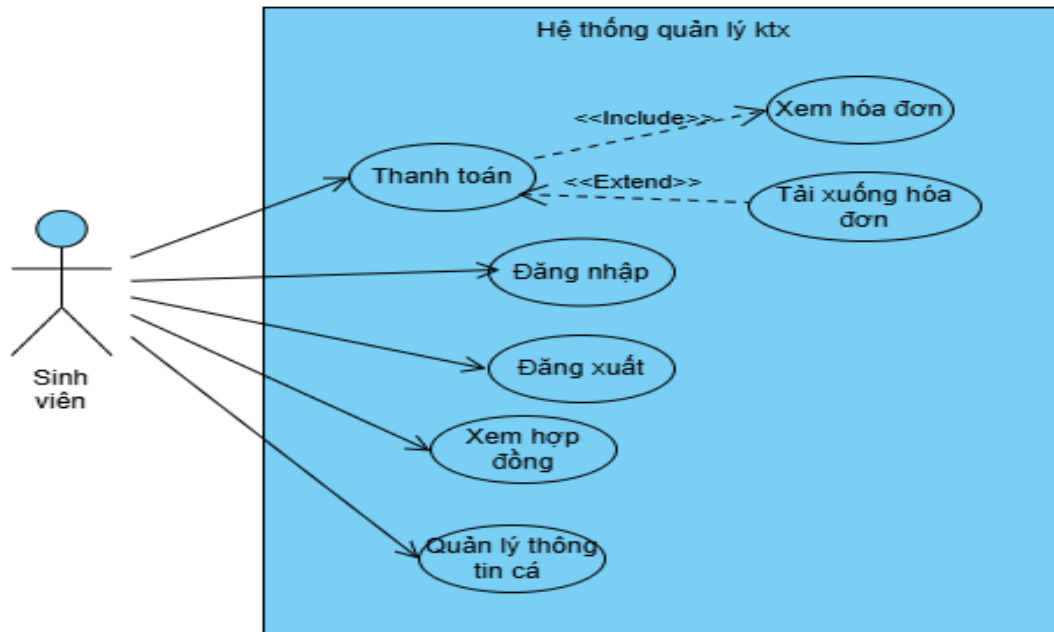 Hệ thống quản lý ktx
<<Include>>
Xem hóa đơn
Thanh toán
<<Extend>>
Tải xuống hóa
đơn
Đăng nhập
Đăng xuất
Sinh
viên
Xem hợp
đồng
Quản lý thông
tin cá